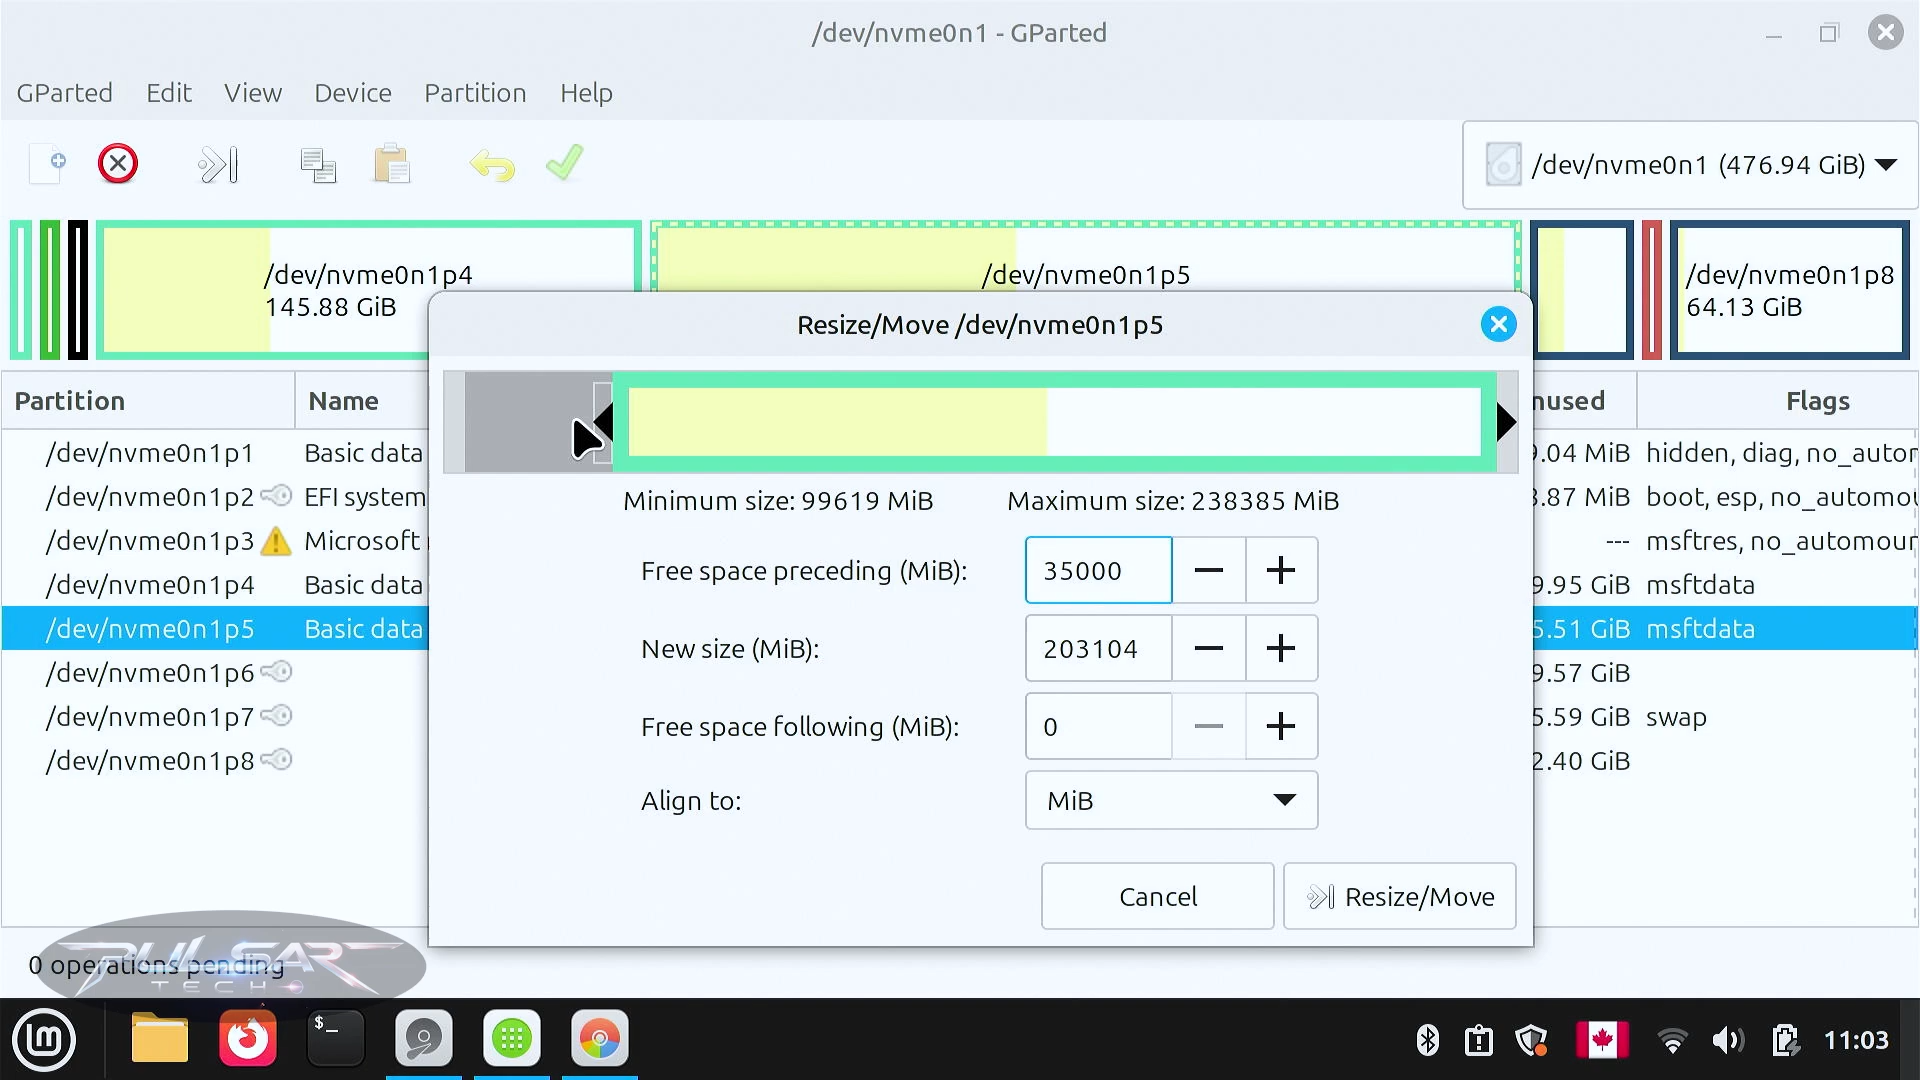 /dev/nvme0n1 - GParted
GParted Edit View Device Partition Help
/dev/nvme0n1 (476.94 GiB)
/dev/nvme0n1p4
145.88 GiB
/dev/nvme0n1p5
/dev/nvme0n1p8
64.13 GiB
Resize/Move /dev/nvme0n1p5
Minimum size: 99619 MiB Maximum size: 238385 MiB
Free space preceding (MiB): 35000
New size (MiB): 203104
Free space following (MiB): 0
Align to: MiB
Cancel Resize/Move
Partition Name nused Flags
/dev/nvme0n1p1 Basic data 9.04 MiB hidden, diag, no_autom
/dev/nvme0n1p2 EFI system 3.87 MiB boot, esp, no_automou
/dev/nvme0n1p3 Microsoft --- msftres, no_automoun
/dev/nvme0n1p4 Basic data 9.95 GiB msftdata
/dev/nvme0n1p5 Basic data 5.51 GiB msftdata
/dev/nvme0n1p6 9.57 GiB
/dev/nvme0n1p7 5.59 GiB swap
/dev/nvme0n1p8 2.40 GiB
0 operations pending
PULSAR
TECH
$_
11:03